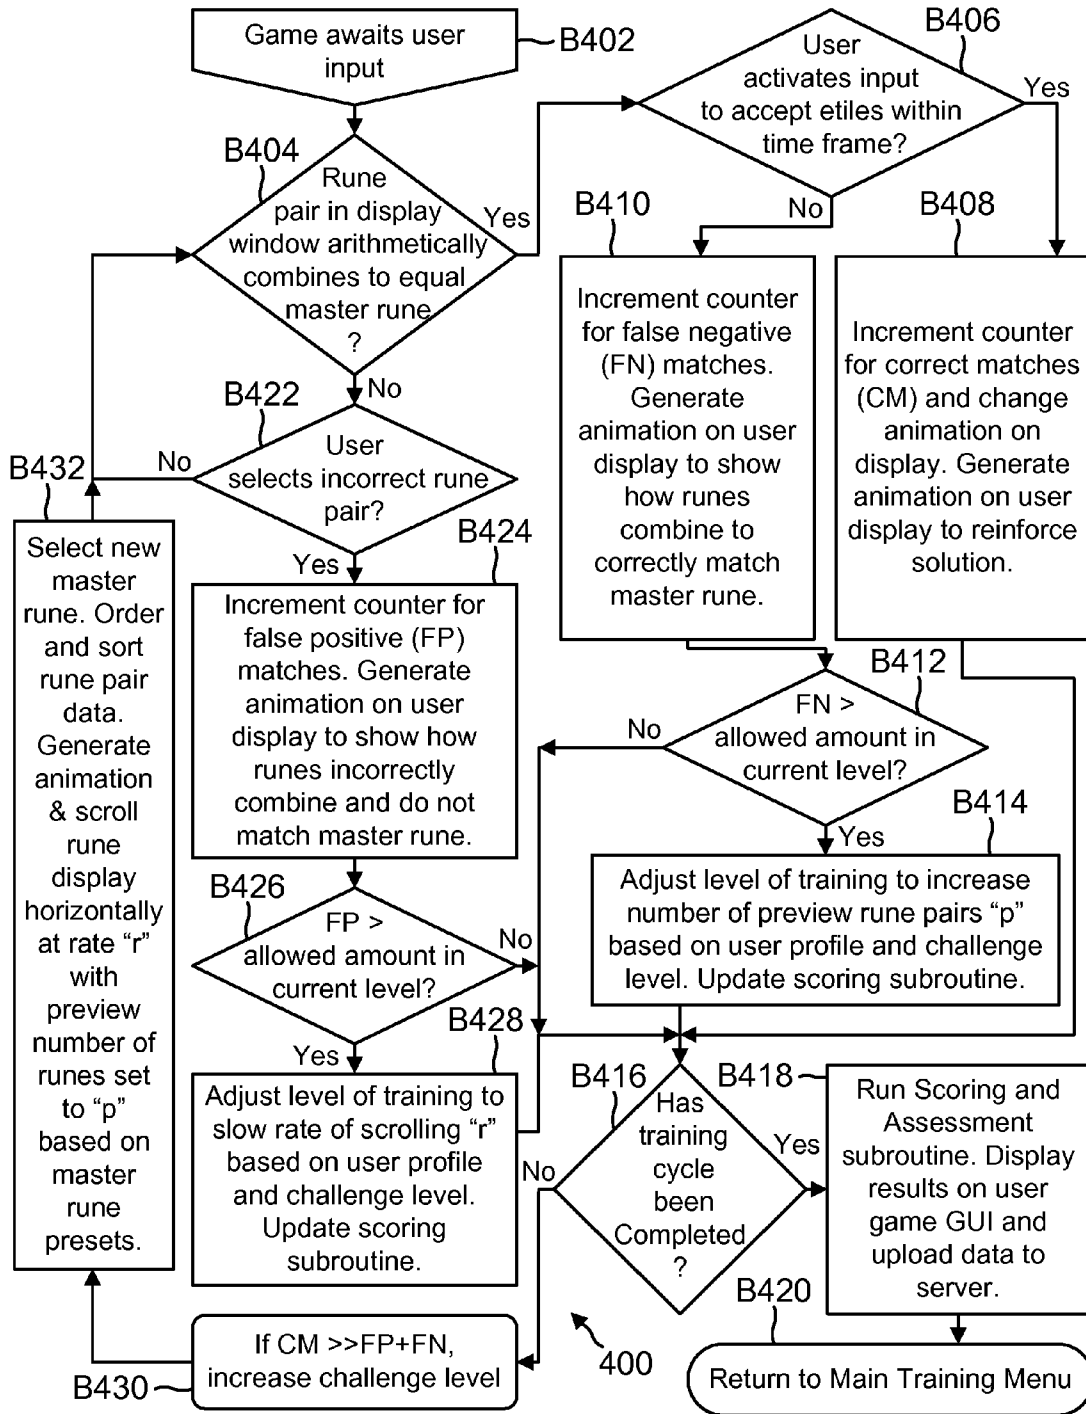 Game awaits user
input
B402
B404
Rune
pair in display
window arithmetically
combines to equal
master rune
?
Yes
No
B406
User
activates input
to accept etiles within
time frame?
Yes
No
B410
Increment counter
for false negative
(FN) matches.
Generate
animation on user
display to show
how runes
combine to
correctly match
master rune.
B408
Increment counter
for correct matches
(CM) and change
animation on
display. Generate
animation on user
display to reinforce
solution.
B422
User
selects incorrect rune
pair?
No
Yes
B432
Select new
master
rune. Order
and sort
rune pair
data.
Generate
animation
& scroll
rune
display
horizontally
at rate “r”
with
preview
number of
runes set
to “p”
based on
master
rune
presets.
B424
Increment counter for
false positive (FP)
matches. Generate
animation on user
display to show how
runes incorrectly
combine and do not
match master rune.
B412
FN >
allowed amount in
current level?
No
Yes
B414
Adjust level of training to increase
number of preview rune pairs “p”
based on user profile and challenge
level. Update scoring subroutine.
B426
FP >
allowed amount in
current level?
No
Yes
B428
Adjust level of training to
slow rate of scrolling “r”
based on user profile
and challenge level.
Update scoring
subroutine.
B416
Has
training
cycle
been
Completed
?
No
Yes
B418
Run Scoring and
Assessment
subroutine. Display
results on user
game GUI and
upload data to
server.
B420
Return to Main Training Menu
B430
If CM >>FP+FN,
increase challenge level
400